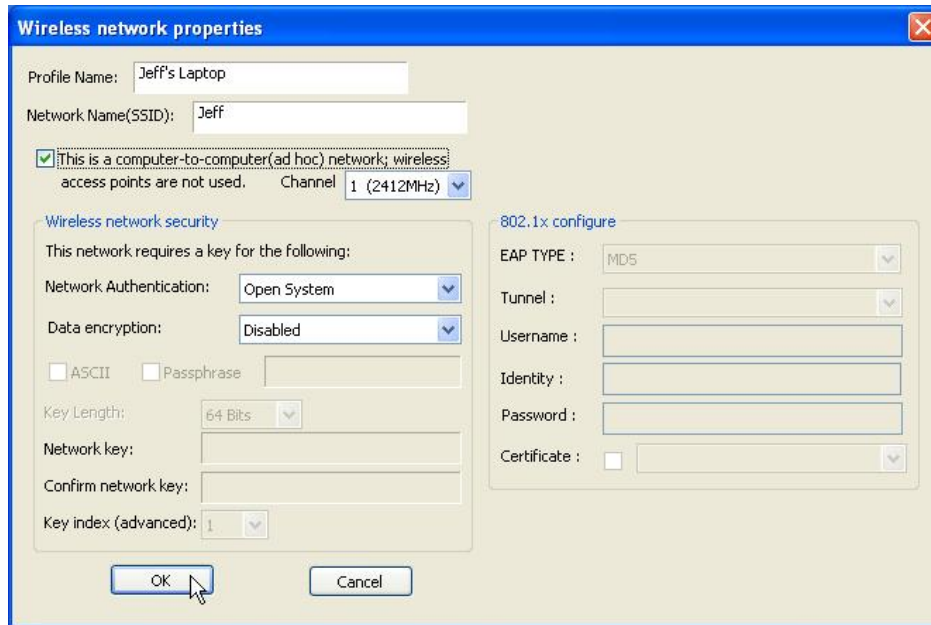 Wireless network properties
Profile Name: Jeff's Laptop
Network Name(SSID): Jeff
This is a computer-to-computer(ad hoc) network; wireless
access points are not used. Channel 1 (2412MHz)
Wireless network security
This network requires a key for the following:
Network Authentication: Open System
Data encryption: Disabled
ASCII Passphrase
Key Length: 64 Bits
Network key:
Confirm network key:
Key index (advanced): 1
OK Cancel
802.1x configure
EAP TYPE : MD5
Tunnel :
Username :
Identity :
Password :
Certificate :